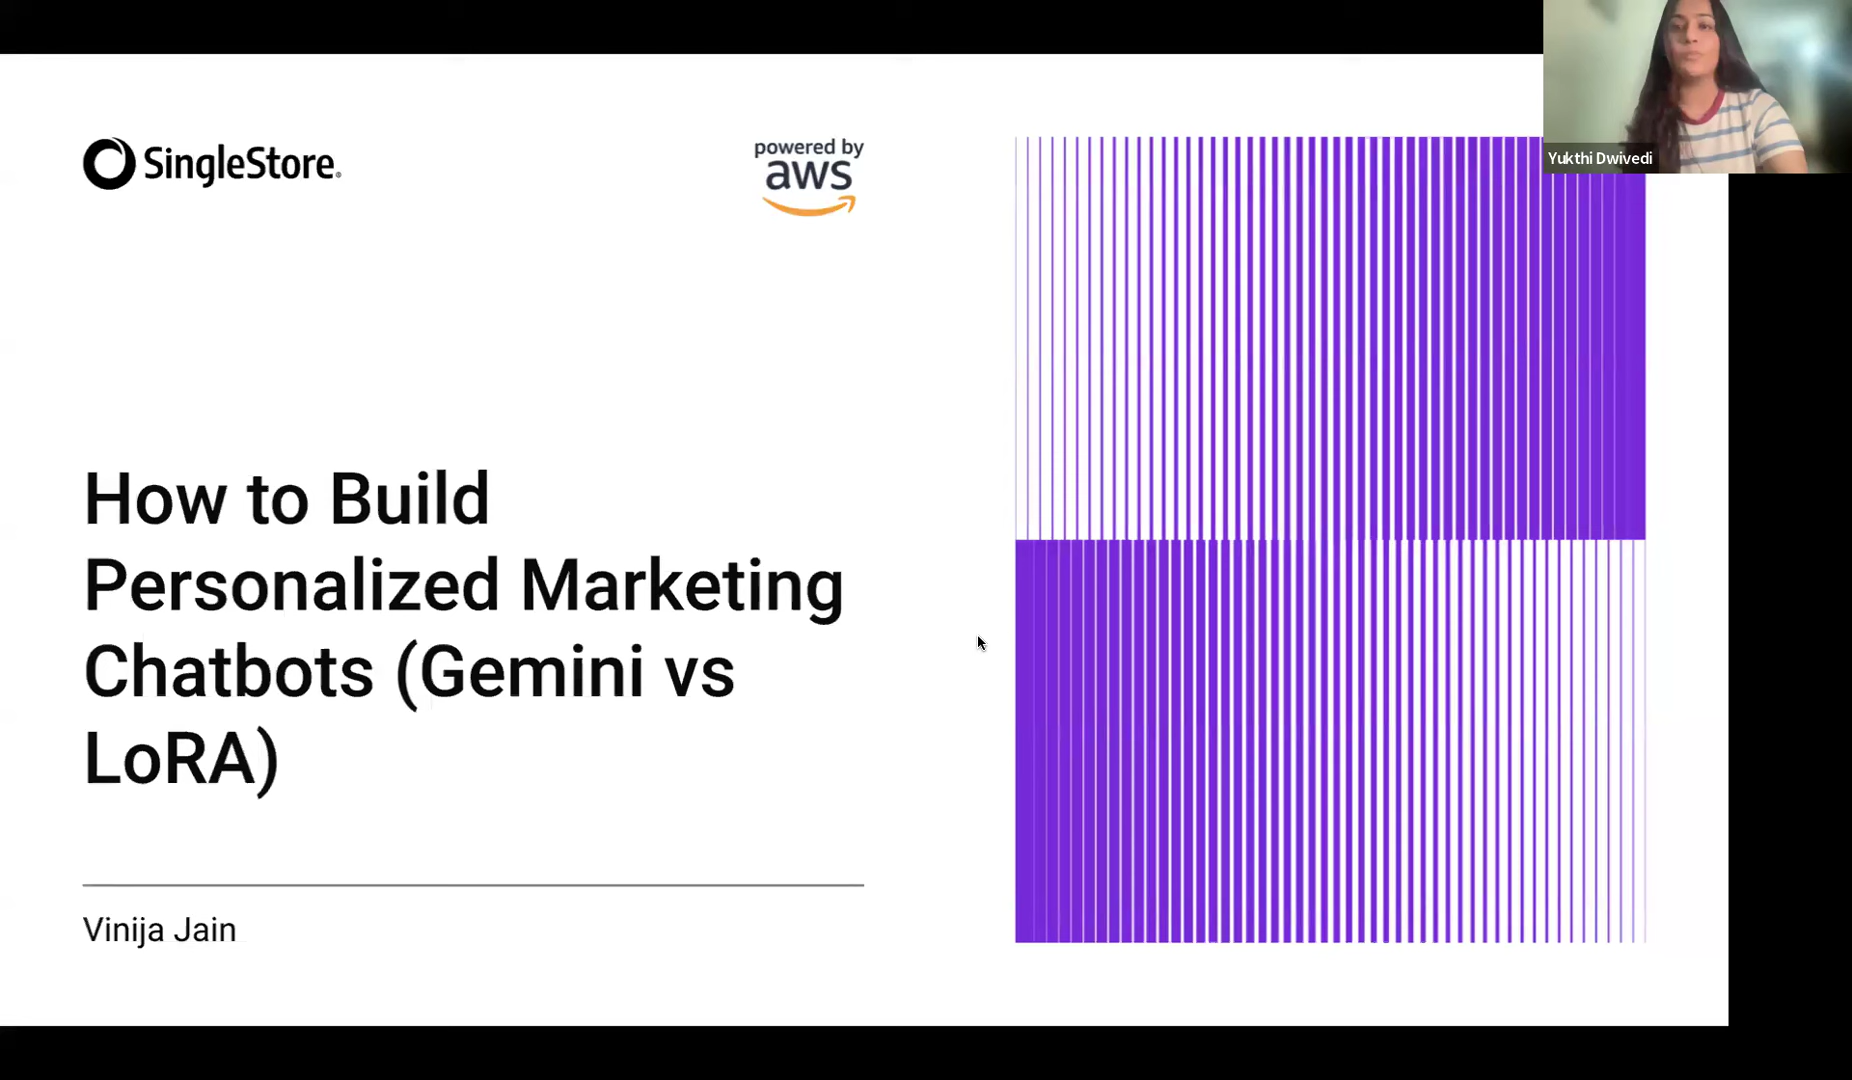 SingleStore®
powered by
aws
Yukthi Dwivedi
How to Build
Personalized Marketing
Chatbots (Gemini vs
LoRA)
Vinija Jain